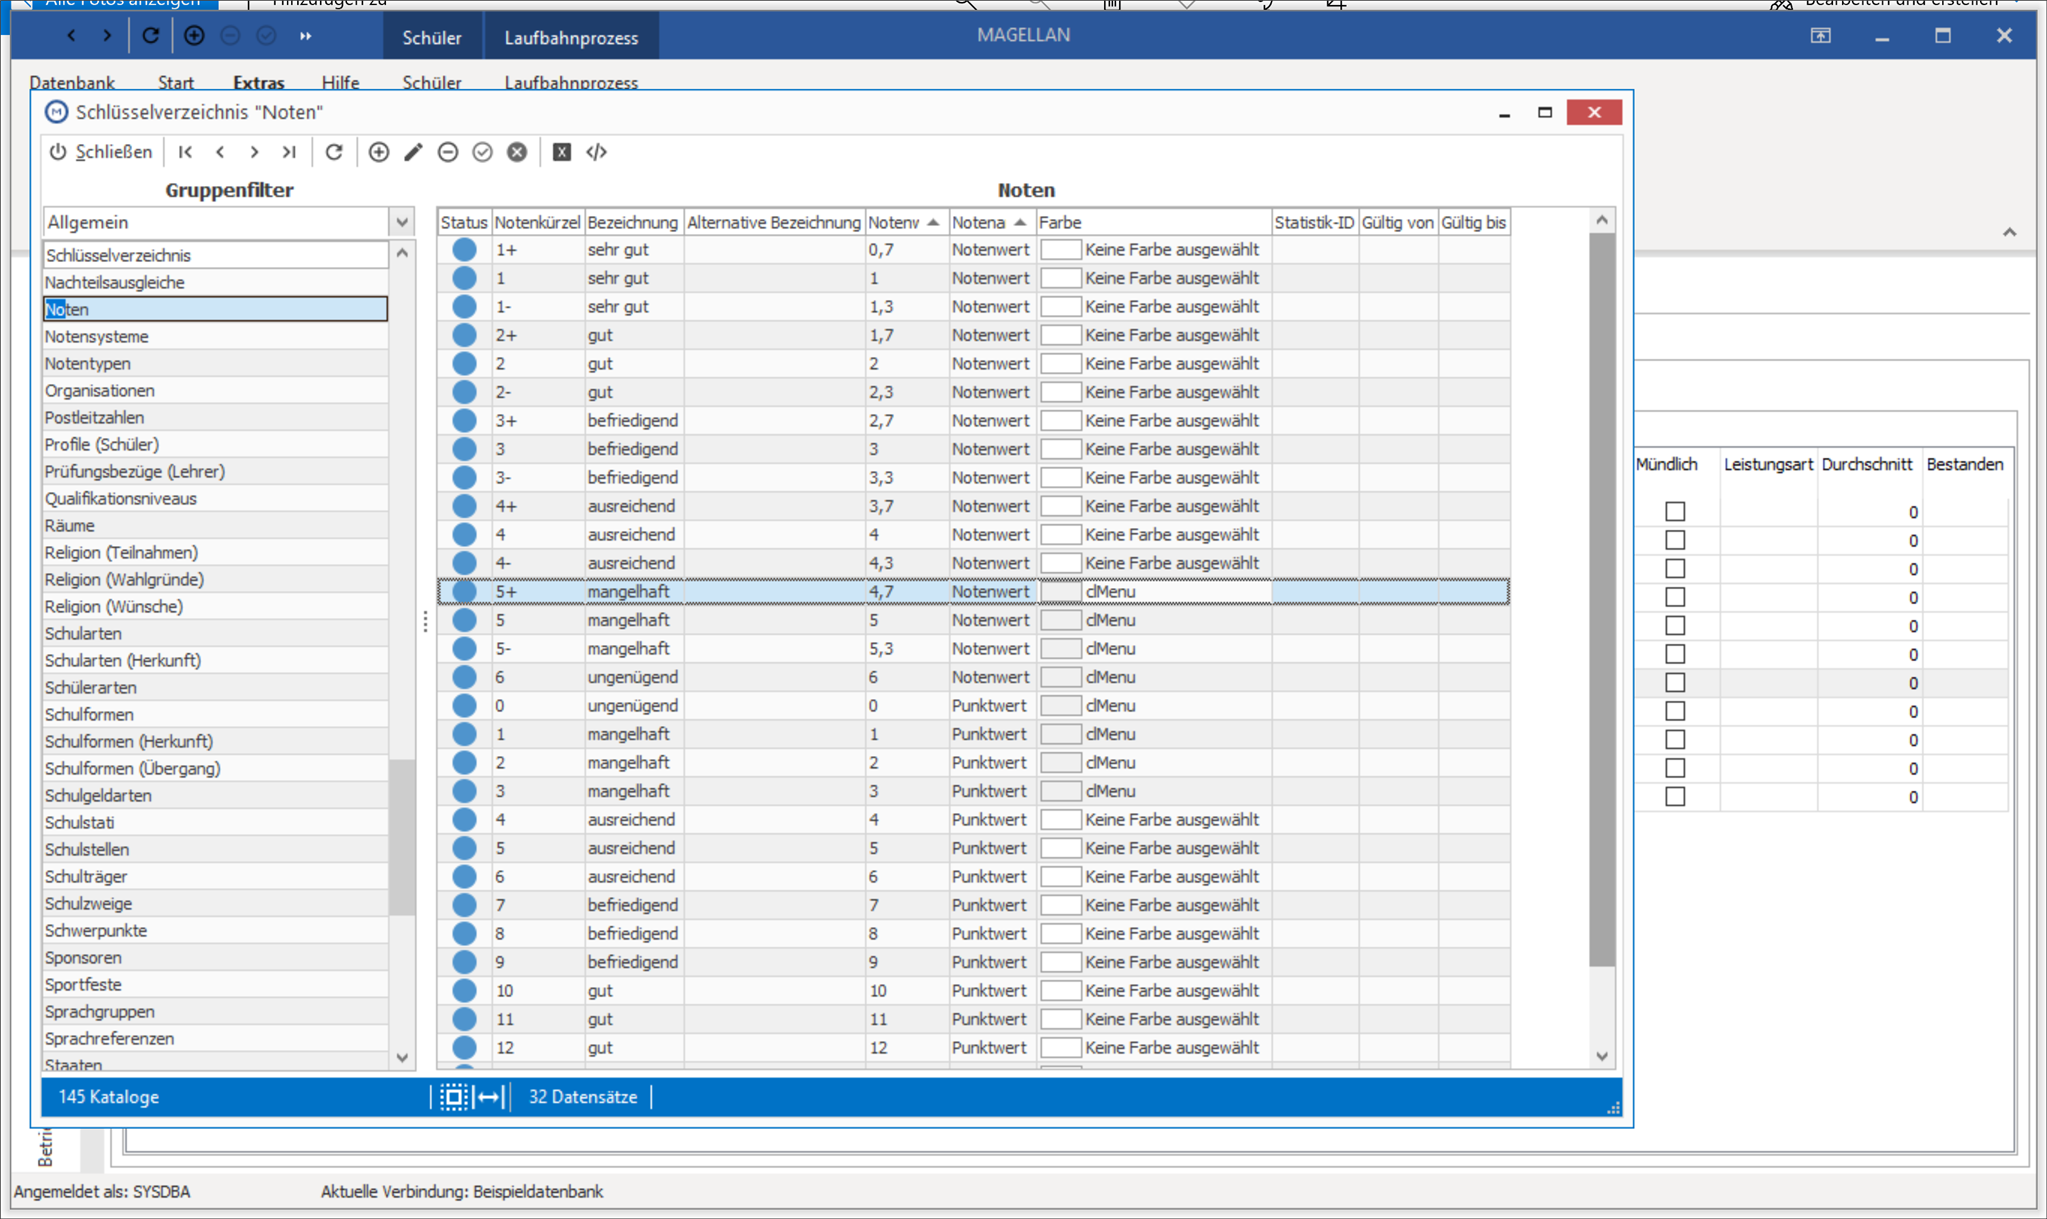 Alle Fotos anzeigen Hinzufügen zu Bearbeiten und erstellen
Schüler Laufbahnprozess MAGELLAN
Datenbank Start Extras Hilfe Schüler Laufbahnprozess
Schlüsselverzeichnis "Noten"
Schließen
Gruppenfilter
Allgemein
Schlüsselverzeichnis
Nachteilsausgleiche
Noten
Notensysteme
Notentypen
Organisationen
Postleitzahlen
Profile (Schüler)
Prüfungsbezüge (Lehrer)
Qualifikationsniveaus
Räume
Religion (Teilnahmen)
Religion (Wahlgründe)
Religion (Wünsche)
Schularten
Schularten (Herkunft)
Schülerarten
Schulformen
Schulformen (Herkunft)
Schulformen (Übergang)
Schulgeldarten
Schulstati
Schulstellen
Schulträger
Schulzweige
Schwerpunkte
Sponsoren
Sportfeste
Sprachgruppen
Sprachreferenzen
Staaten
Noten
Status Notenkürzel Bezeichnung Alternative Bezeichnung Notenw Notena Farbe Statistik-ID Gültig von Gültig bis
1+ sehr gut 0,7 Notenwert Keine Farbe ausgewählt
1 sehr gut 1 Notenwert Keine Farbe ausgewählt
1- sehr gut 1,3 Notenwert Keine Farbe ausgewählt
2+ gut 1,7 Notenwert Keine Farbe ausgewählt
2 gut 2 Notenwert Keine Farbe ausgewählt
2- gut 2,3 Notenwert Keine Farbe ausgewählt
3+ befriedigend 2,7 Notenwert Keine Farbe ausgewählt
3 befriedigend 3 Notenwert Keine Farbe ausgewählt
3- befriedigend 3,3 Notenwert Keine Farbe ausgewählt
4+ ausreichend 3,7 Notenwert Keine Farbe ausgewählt
4 ausreichend 4 Notenwert Keine Farbe ausgewählt
4- ausreichend 4,3 Notenwert Keine Farbe ausgewählt
5+ mangelhaft 4,7 Notenwert clMenu
5 mangelhaft 5 Notenwert clMenu
5- mangelhaft 5,3 Notenwert clMenu
6 ungenügend 6 Notenwert clMenu
0 ungenügend 0 Punktwert clMenu
1 mangelhaft 1 Punktwert clMenu
2 mangelhaft 2 Punktwert clMenu
3 mangelhaft 3 Punktwert clMenu
4 ausreichend 4 Punktwert Keine Farbe ausgewählt
5 ausreichend 5 Punktwert Keine Farbe ausgewählt
6 ausreichend 6 Punktwert Keine Farbe ausgewählt
7 befriedigend 7 Punktwert Keine Farbe ausgewählt
8 befriedigend 8 Punktwert Keine Farbe ausgewählt
9 befriedigend 9 Punktwert Keine Farbe ausgewählt
10 gut 10 Punktwert Keine Farbe ausgewählt
11 gut 11 Punktwert Keine Farbe ausgewählt
12 gut 12 Punktwert Keine Farbe ausgewählt
145 Kataloge 32 Datensätze
Mündlich Leistungsart Durchschnitt Bestanden
0
0
0
0
0
0
0
0
0
0
0
Angemeldet als: SYSDBA Aktuelle Verbindung: Beispieldatenbank